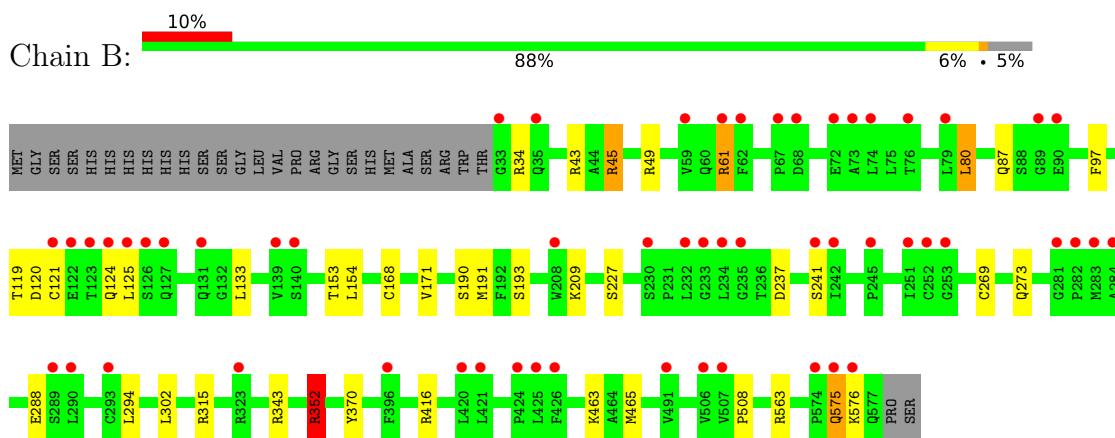 10%
Chain B:
88% 6% • 5%
MET GLY SER SER HIS HIS HIS HIS HIS HIS SER SER GLY LEU VAL PRO ARG GLY SER HIS MET ALA SER ARG TRP THR G33 R34 Q35 R43 A44 R45 R49 V59 Q60 R61 F62 P67 D68 E72 A73 L74 L75 T76 L79 L80 Q87 S88 G89 E90 F97
T119 D120 C121 E122 T123 Q124 L125 S126 Q127 Q131 G132 L133 V139 S140 T153 L154 C168 V171 S190 M191 F192 S193 W208 K209 S227 S230 P231 L232 G233 L234 G235 T236 D237 S241 I242 P245 I251 C252 G253 C269 Q273 G281 P282 M283 A284
E288 S289 L290 C293 L294 L302 R315 R323 R343 R352 Y370 F396 R416 L420 L421 P424 L425 F426 K463 A464 M465 V491 V506 V507 P508 R563 P574 Q575 K576 Q577 PRO SER